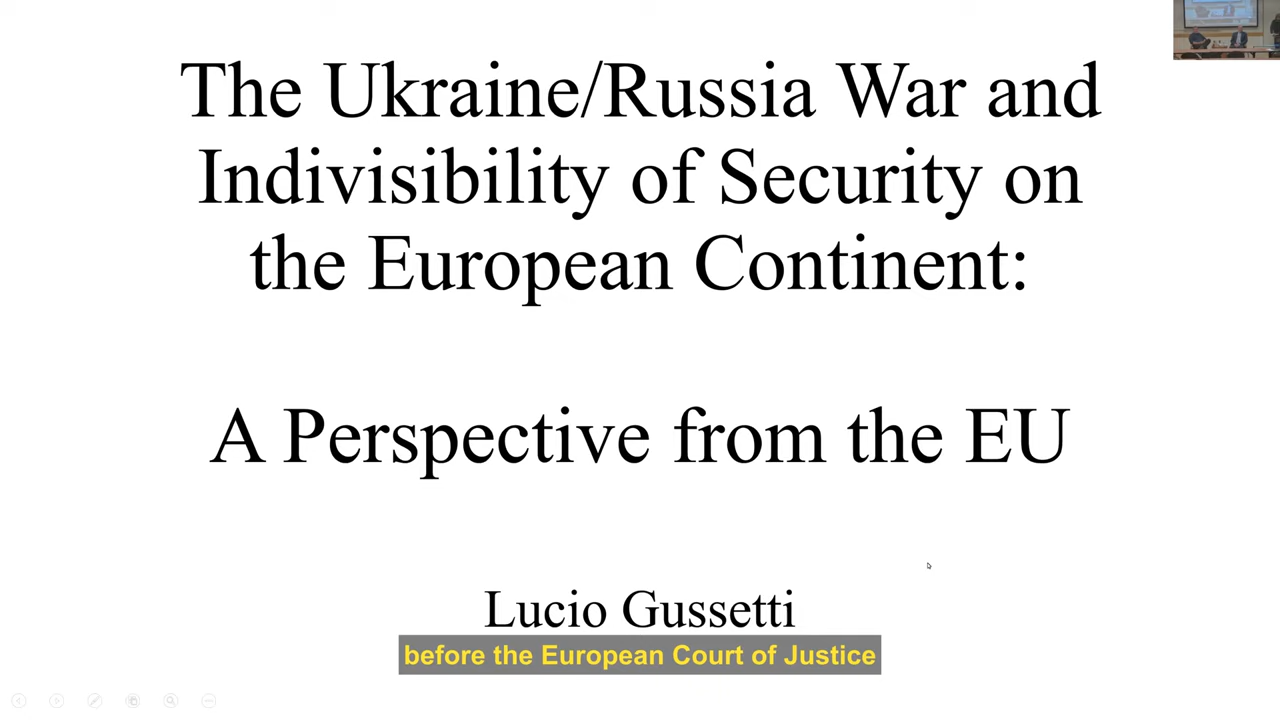 The Ukraine/Russia War and
Indivisibility of Security on
the European Continent:
A Perspective from the EU
Lucio Gussetti
before the European Court of Justice